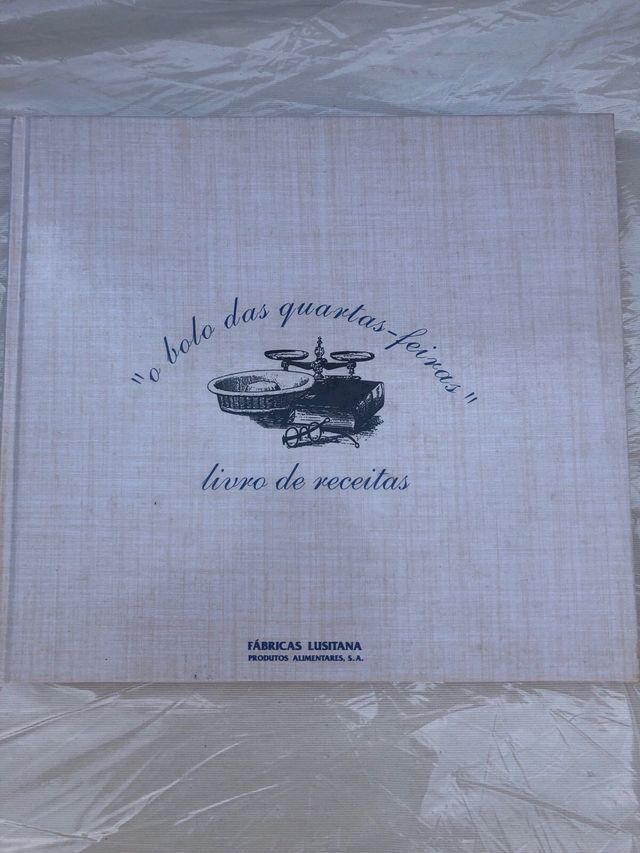 "o bolo das quartas-feiras"
livro de receitas
FÁBRICAS LUSITANA
PRODUTOS ALIMENTARES, S.A.